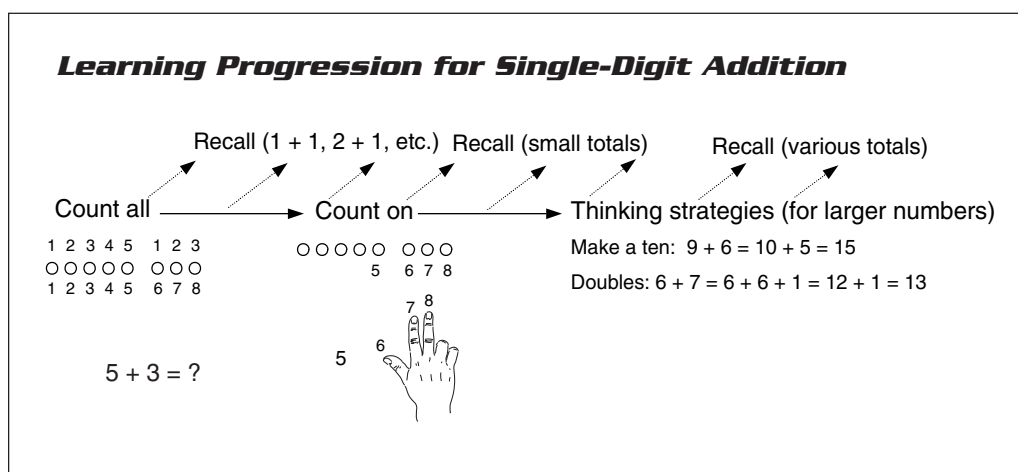 Learning Progression for Single-Digit Addition
Recall (1 + 1, 2 + 1, etc.) Recall (small totals) Recall (various totals)
Count all Count on Thinking strategies (for larger numbers)
1 2 3 4 5 1 2 3
1 2 3 4 5 6 7 8
5 6 7 8
Make a ten: 9 + 6 = 10 + 5 = 15
Doubles: 6 + 7 = 6 + 6 + 1 = 12 + 1 = 13
5 6 7 8
5 + 3 = ?